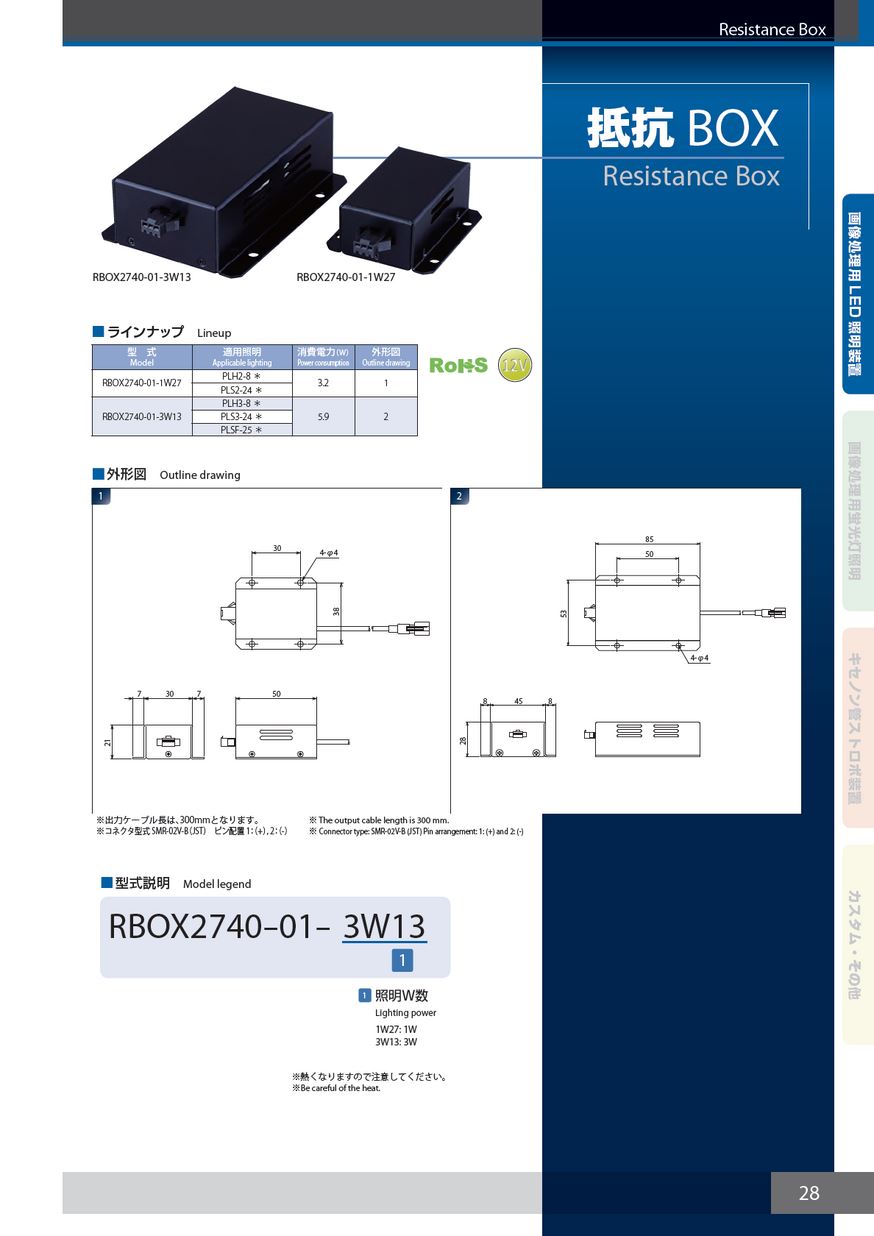 Resistance Box
抵抗 BOX
Resistance Box
RBOX2740-01-3W13
RBOX2740-01-1W27
■ラインナップ Lineup
型 式 適用照明 消費電力(W) 外形図
Model Applicable lighting Power consumption Outline drawing
RBOX2740-01-1W27 PLH2-8 ＊ 3.2 1
PLS2-24 ＊
PLH3-8 ＊
RBOX2740-01-3W13 PLS3-24 ＊ 5.9 2
PLSF-25 ＊
RoHS 12V
■外形図 Outline drawing
1
30
4-φ4
38
7 30 7
50
21
2
85
50
53
4-φ4
8 45 8
28
※出力ケーブル長は、300mmとなります。
※コネクタ型式 SMR-02V-B（JST） ピン配置 1：（+）, 2：（-）
※ The output cable length is 300 mm.
※ Connector type: SMR-02V-B (JST) Pin arrangement: 1: (+) and 2: (-)
■型式説明 Model legend
RBOX2740–01– 3W13
1
1 照明W数
Lighting power
1W27: 1W
3W13: 3W
※熱くなりますので注意してください。
※Be careful of the heat.
画像処理用 LED 照明装置
画像処理用蛍光灯照明
キセノン管ストロボ装置
カスタム・その他
28